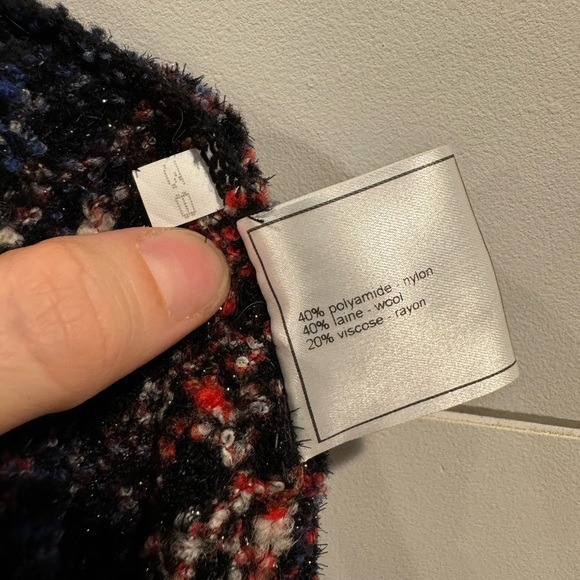 40% polyamide - nylon
40% laine - wool
20% viscose - rayon